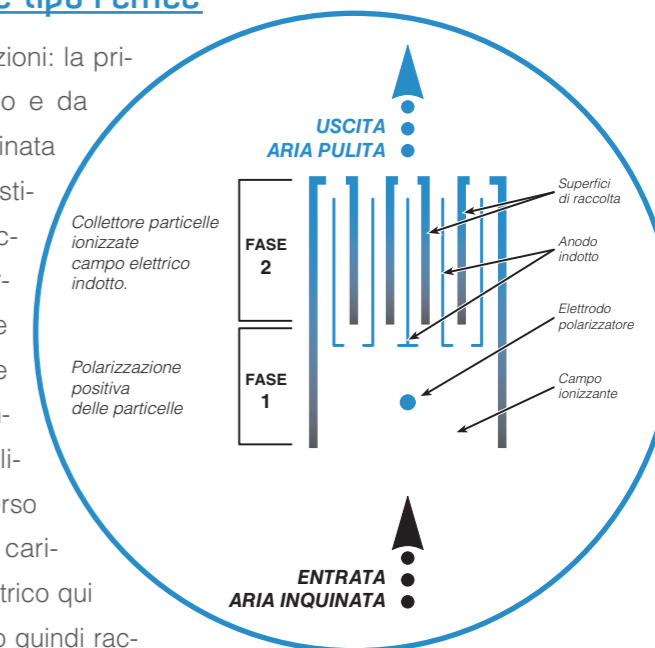 e tipo Penney
zioni: la pri-
o e da
inata
sti-
c-
r-
e
e
n-
li-
erso
cari-
trico qui
o quindi rac-
USCITA
ARIA PULITA
Collettore particelle
ionizzate
campo elettrico
indotto.
FASE
2
Superfici
di raccolta
Anodo
indotto
Polarizzazione
positiva
delle particelle
FASE
1
Elettrodo
polarizzatore
Campo
ionizzante
ENTRATA
ARIA INQUINATA